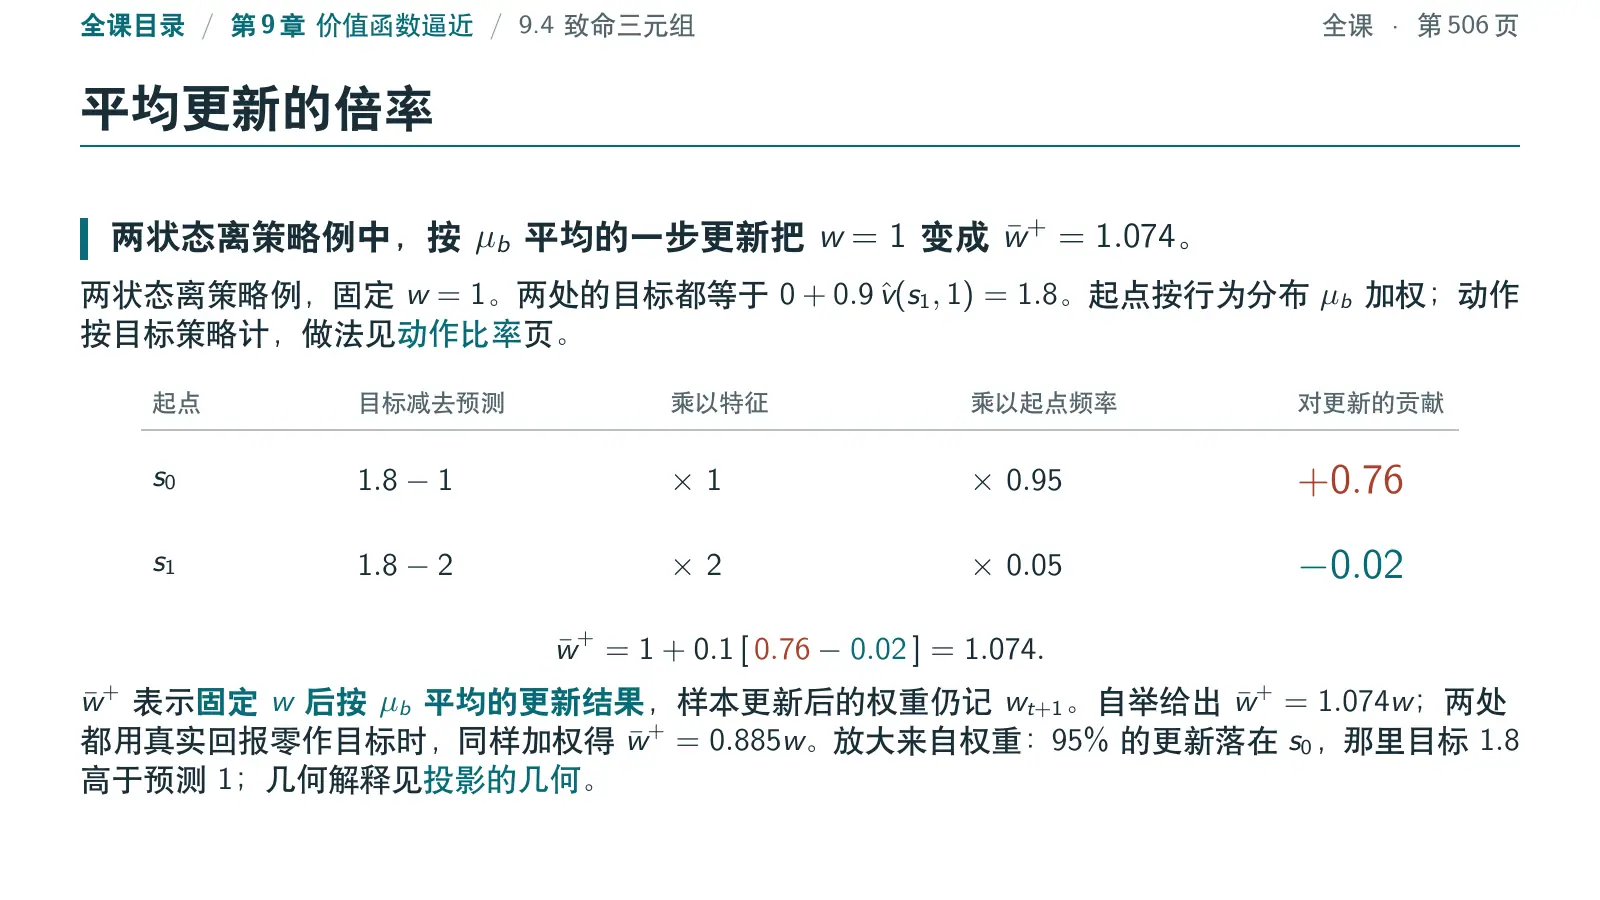 全课目录 / 第 9 章 价值函数逼近 / 9.4 致命三元组
全课 · 第 506 页
平均更新的倍率
两状态离策略例中，按 μ_b 平均的一步更新把 w = 1 变成 w̄⁺ = 1.074。
两状态离策略例，固定 w = 1。两处的目标都等于 0 + 0.9 v̂(s₁, 1) = 1.8。起点按行为分布 μ_b 加权；动作
按目标策略计，做法见动作比率页。
起点 目标减去预测 乘以特征 乘以起点频率 对更新的贡献
s₀ 1.8 − 1 × 1 × 0.95 +0.76
s₁ 1.8 − 2 × 2 × 0.05 −0.02
w̄⁺ = 1 + 0.1 [ 0.76 − 0.02 ] = 1.074.
w̄⁺ 表示固定 w 后按 μ_b 平均的更新结果，样本更新后的权重仍记 w_{t+1}。自举给出 w̄⁺ = 1.074w；两处
都用真实回报零作目标时，同样加权得 w̄⁺ = 0.885w。放大来自权重：95% 的更新落在 s₀，那里目标 1.8
高于预测 1；几何解释见投影的几何。